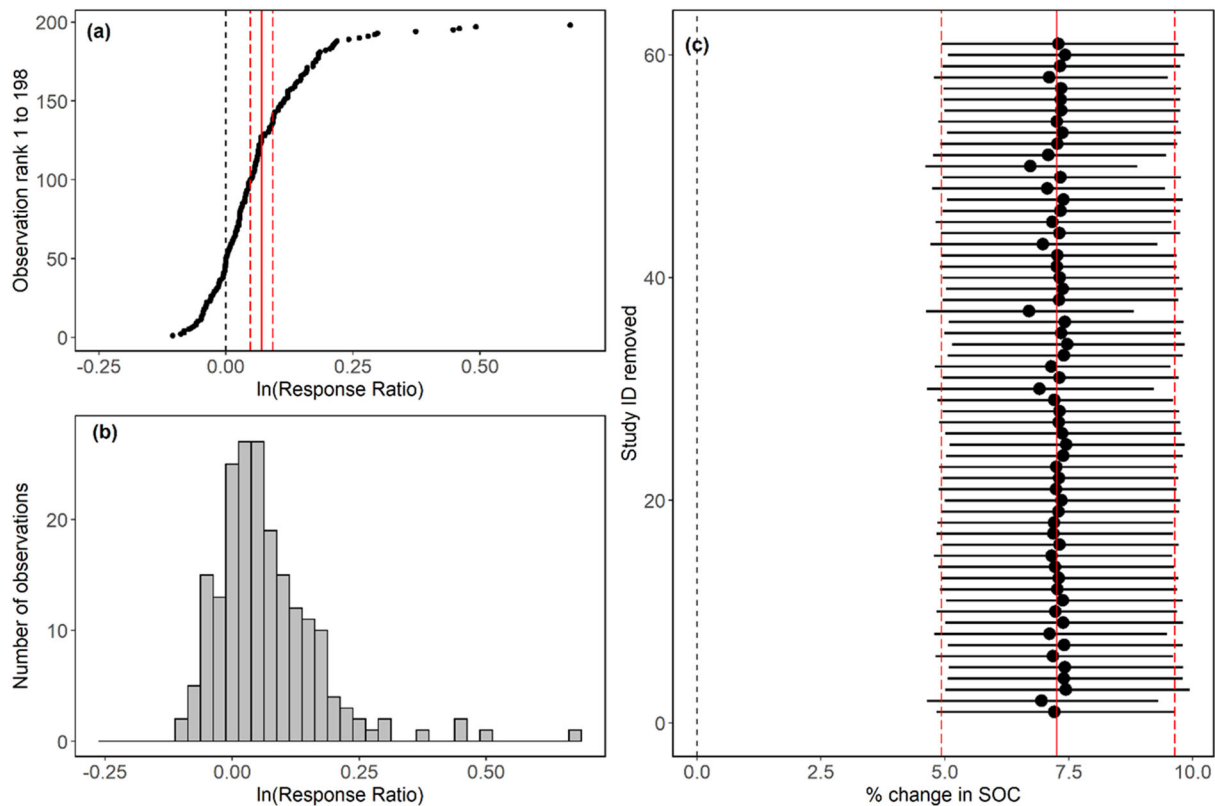 (a)
Observation rank 1 to 198
200
150
100
50
0
-0.25 0.00 0.25 0.50
ln(Response Ratio)
(b)
Number of observations
20
10
0
-0.25 0.00 0.25 0.50
ln(Response Ratio)
(c)
Study ID removed
60
40
20
0
0.0 2.5 5.0 7.5 10.0
% change in SOC